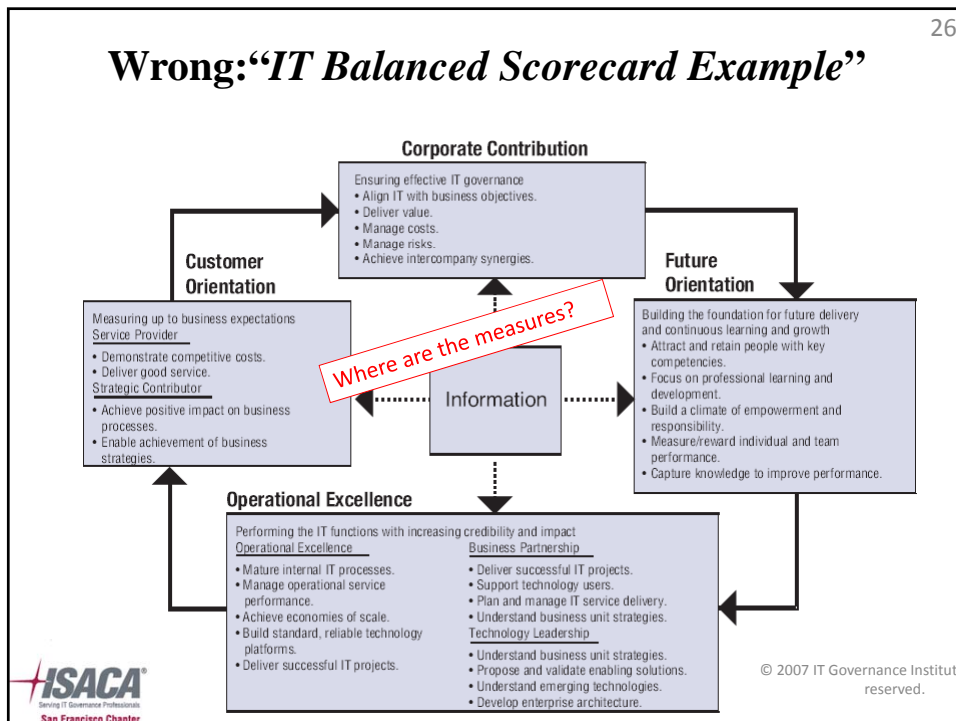 26
Wrong:“IT Balanced Scorecard Example”
Corporate Contribution
Ensuring effective IT governance
• Align IT with business objectives.
• Deliver value.
• Manage costs.
• Manage risks.
• Achieve intercompany synergies.
Customer
Orientation
Measuring up to business expectations
Service Provider
• Demonstrate competitive costs.
• Deliver good service.
Strategic Contributor
• Achieve positive impact on business
processes.
• Enable achievement of business
strategies.
Where are the measures?
Information
Future
Orientation
Building the foundation for future delivery
and continuous learning and growth
• Attract and retain people with key
competencies.
• Focus on professional learning and
development.
• Build a climate of empowerment and
responsibility.
• Measure/reward individual and team
performance.
• Capture knowledge to improve performance.
Operational Excellence
Performing the IT functions with increasing credibility and impact
Operational Excellence
• Mature internal IT processes.
• Manage operational service
performance.
• Achieve economies of scale.
• Build standard, reliable technology
platforms.
• Deliver successful IT projects.
Business Partnership
• Deliver successful IT projects.
• Support technology users.
• Plan and manage IT service delivery.
• Understand business unit strategies.
Technology Leadership
• Understand business unit strategies.
• Propose and validate enabling solutions.
• Understand emerging technologies.
• Develop enterprise architecture.
ISACA®
Serving IT Governance Professionals
San Francisco Chapter
© 2007 IT Governance Institut
reserved.